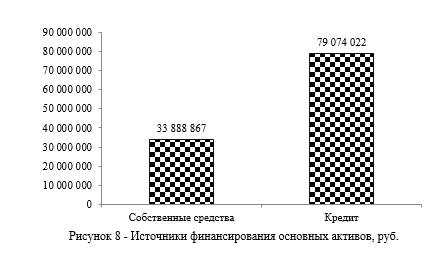 90 000 000
80 000 000
70 000 000
60 000 000
50 000 000
40 000 000
30 000 000
20 000 000
10 000 000
0
33 888 867
79 074 022
Собственные средства
Кредит
Рисунок 8 - Источники финансирования основных активов, руб.